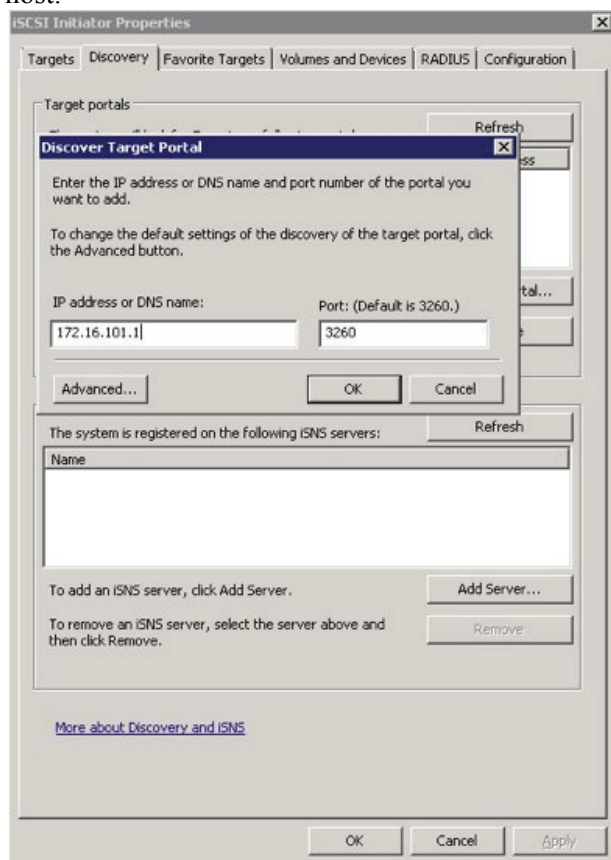 host.
iSCSI Initiator Properties
Targets Discovery Favorite Targets Volumes and Devices RADIUS Configuration
Target portals
Refresh
Discover Target Portal
Enter the IP address or DNS name and port number of the portal you
want to add.
To change the default settings of the discovery of the target portal, click
the Advanced button.
IP address or DNS name: Port: (Default is 3260.)
172.16.101.1 3260
Advanced... OK Cancel
The system is registered on the following iSNS servers: Refresh
Name
To add an iSNS server, click Add Server. Add Server...
To remove an iSNS server, select the server above and
then click Remove.
Remove
More about Discovery and iSNS
OK Cancel Apply